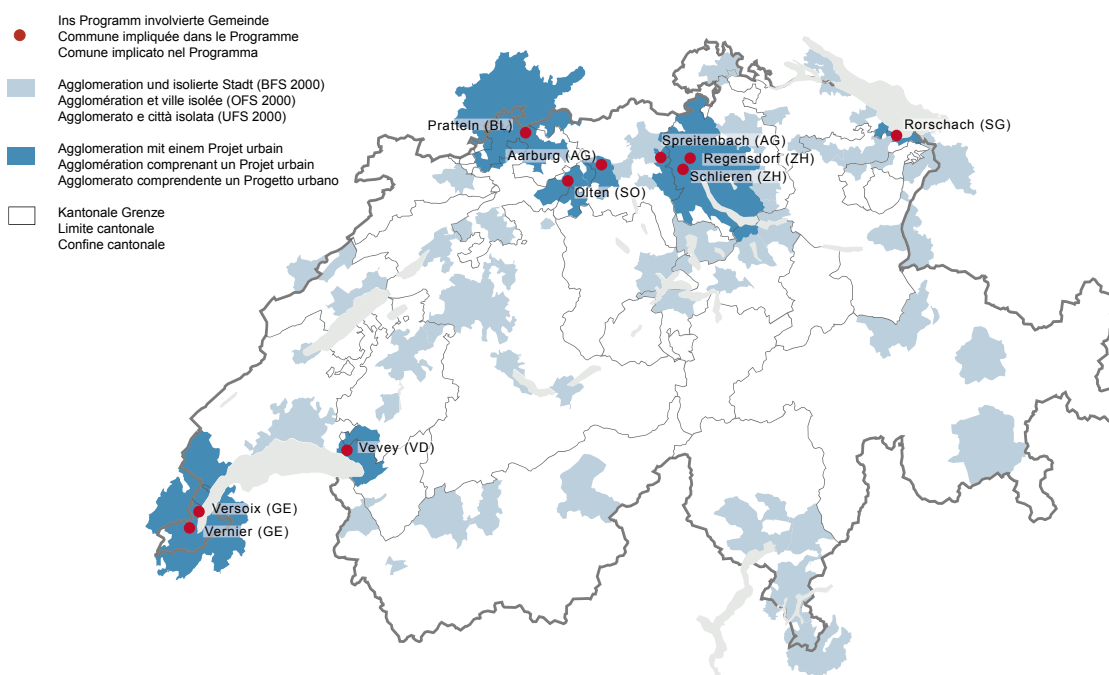 Ins Programm involvierte Gemeinde
Commune impliquée dans le Programme
Comune implicato nel Programma
Agglomeration und isolierte Stadt (BFS 2000)
Agglomération et ville isolée (OFS 2000)
Agglomerato e città isolata (UFS 2000)
Agglomeration mit einem Projet urbain
Agglomération comprenant un Projet urbain
Agglomerato comprendente un Progetto urbano
Kantonale Grenze
Limite cantonale
Confine cantonale
Pratteln (BL)
Rorschach (SG)
Spreitenbach (AG)
Aarburg (AG)
Regensdorf (ZH)
Schlieren (ZH)
Olten (SO)
Vevey (VD)
Versoix (GE)
Vernier (GE)